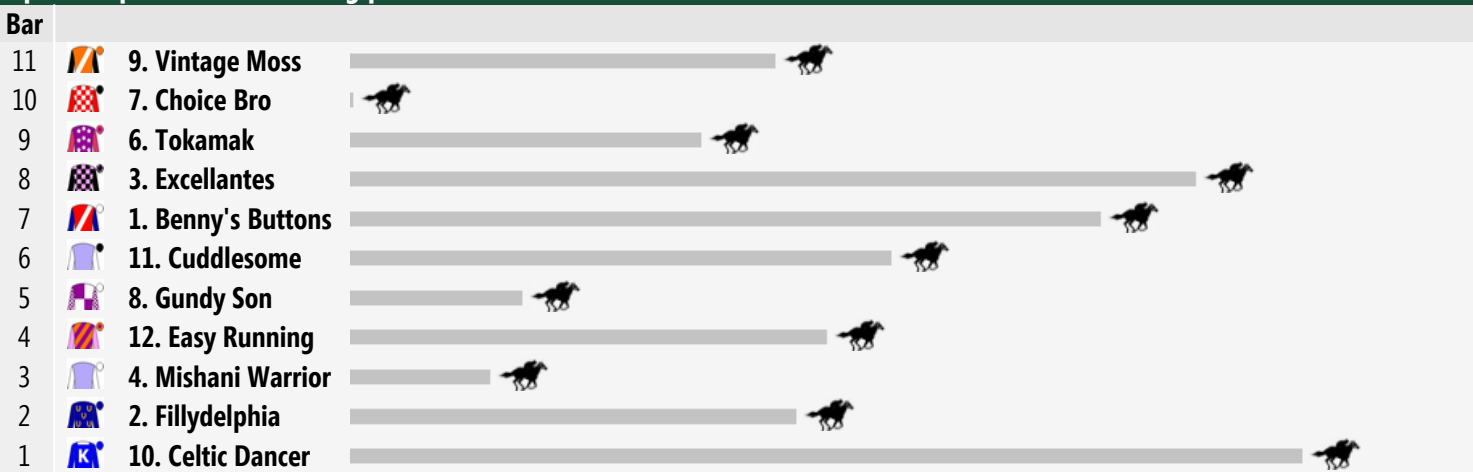 Bar
11 9. Vintage Moss
10 7. Choice Bro
9 6. Tokamak
8 3. Excellantes
7 1. Benny's Buttons
6 11. Cuddlesome
5 8. Gundy Son
4 12. Easy Running
3 4. Mishani Warrior
2 2. Fillydelphia
1 K 10. Celtic Dancer